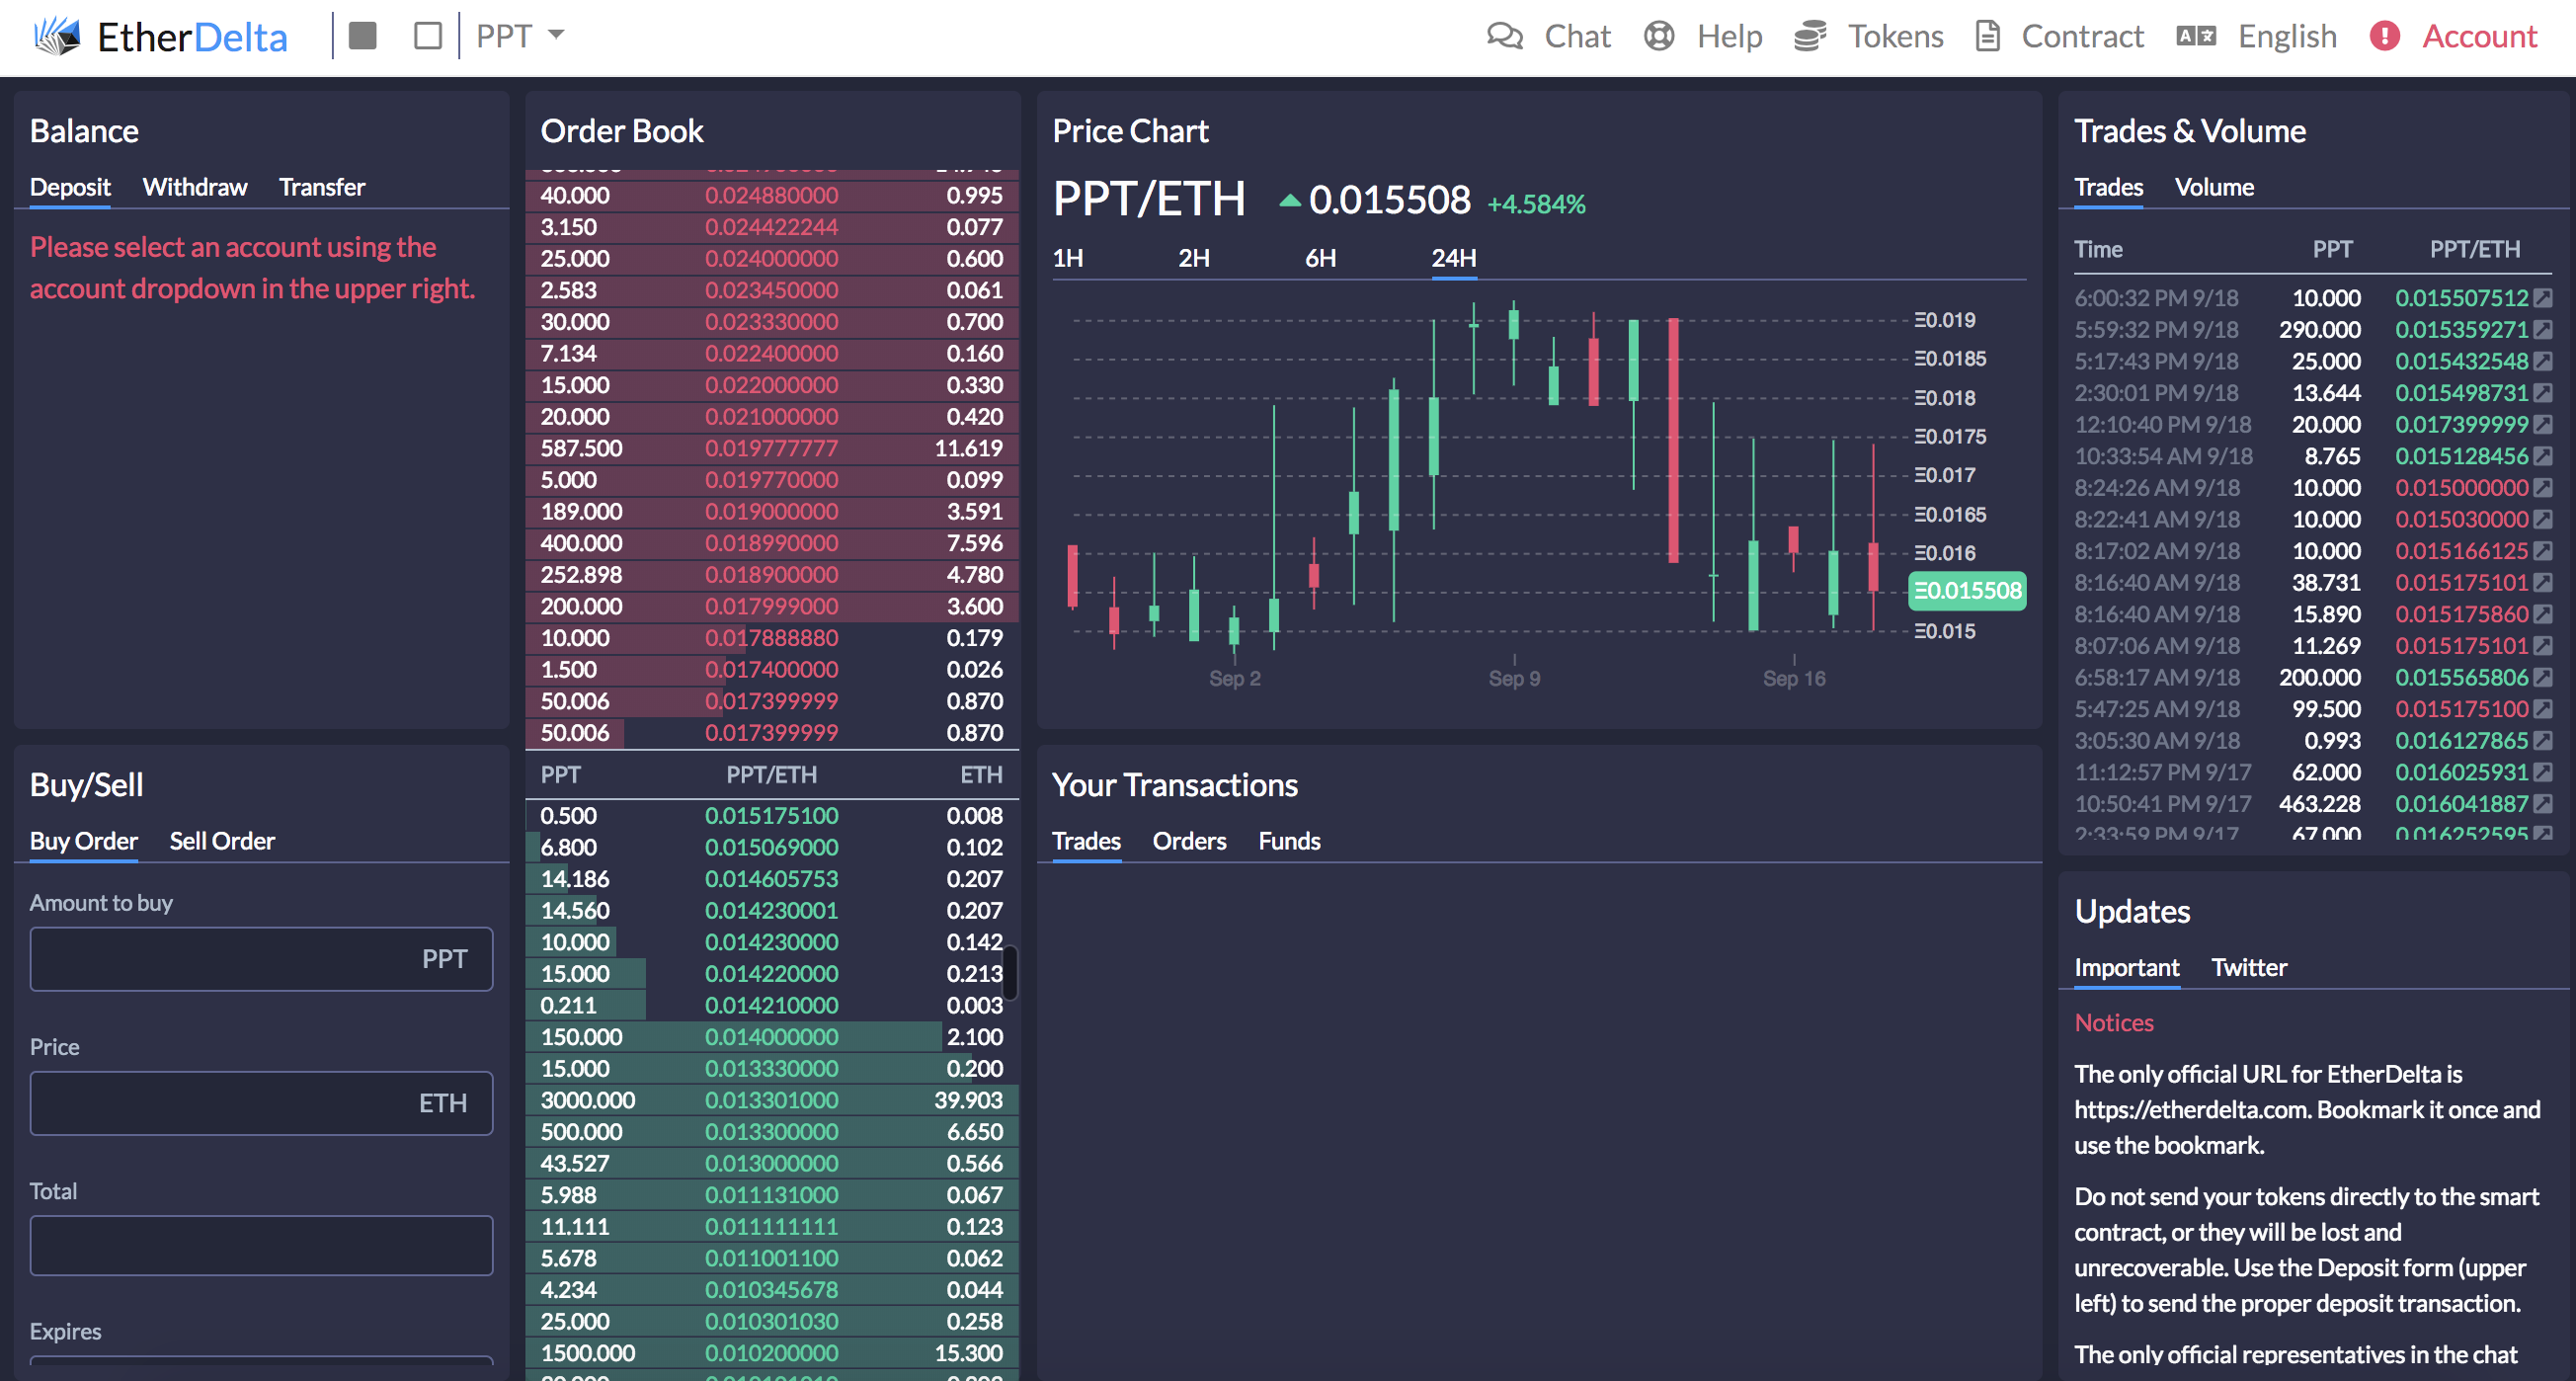 EtherDelta PPT Chat Help Tokens Contract English Account
Balance
Deposit Withdraw Transfer
Please select an account using the
account dropdown in the upper right.
Buy/Sell
Buy Order Sell Order
Amount to buy
PPT
Price
ETH
Total
Expires
Order Book
40.000 0.024880000 0.995
3.150 0.024422244 0.077
25.000 0.024000000 0.600
2.583 0.023450000 0.061
30.000 0.023330000 0.700
7.134 0.022400000 0.160
15.000 0.022000000 0.330
20.000 0.021000000 0.420
587.500 0.019777777 11.619
5.000 0.019770000 0.099
189.000 0.019000000 3.591
400.000 0.018990000 7.596
252.898 0.018900000 4.780
200.000 0.017999000 3.600
10.000 0.017888880 0.179
1.500 0.017400000 0.026
50.006 0.017399999 0.870
50.006 0.017399999 0.870
PPT PPT/ETH ETH
0.500 0.015175100 0.008
6.800 0.015069000 0.102
14.186 0.014605753 0.207
14.560 0.014230001 0.207
10.000 0.014230000 0.142
15.000 0.014220000 0.213
0.211 0.014210000 0.003
150.000 0.014000000 2.100
15.000 0.013330000 0.200
3000.000 0.013301000 39.903
500.000 0.013300000 6.650
43.527 0.013000000 0.566
5.988 0.011131000 0.067
11.111 0.011111111 0.123
5.678 0.011001100 0.062
4.234 0.010345678 0.044
25.000 0.010301030 0.258
1500.000 0.010200000 15.300
Price Chart
PPT/ETH 0.015508 +4.584%
1H 2H 6H 24H
Ξ0.019
Ξ0.0185
Ξ0.018
Ξ0.0175
Ξ0.017
Ξ0.0165
Ξ0.016
Ξ0.015508
Ξ0.015
Sep 2 Sep 9 Sep 16
Your Transactions
Trades Orders Funds
Trades & Volume
Trades Volume
Time PPT PPT/ETH
6:00:32 PM 9/18 10.000 0.015507512
5:59:32 PM 9/18 290.000 0.015359271
5:17:43 PM 9/18 25.000 0.015432548
2:30:01 PM 9/18 13.644 0.015498731
12:10:40 PM 9/18 20.000 0.017399999
10:33:54 AM 9/18 8.765 0.015128456
8:24:26 AM 9/18 10.000 0.015000000
8:22:41 AM 9/18 10.000 0.015030000
8:17:02 AM 9/18 10.000 0.015166125
8:16:40 AM 9/18 38.731 0.015175101
8:16:40 AM 9/18 15.890 0.015175860
8:07:06 AM 9/18 11.269 0.015175101
6:58:17 AM 9/18 200.000 0.015565806
5:47:25 AM 9/18 99.500 0.015175100
3:05:30 AM 9/18 0.993 0.016127865
11:12:57 PM 9/17 62.000 0.016025931
10:50:41 PM 9/17 463.228 0.016041887
2:33:59 PM 9/17 67.000 0.016252595
Updates
Important Twitter
Notices
The only official URL for EtherDelta is
https://etherdelta.com. Bookmark it once and
use the bookmark.
Do not send your tokens directly to the smart
contract, or they will be lost and
unrecoverable. Use the Deposit form (upper
left) to send the proper deposit transaction.
The only official representatives in the chat